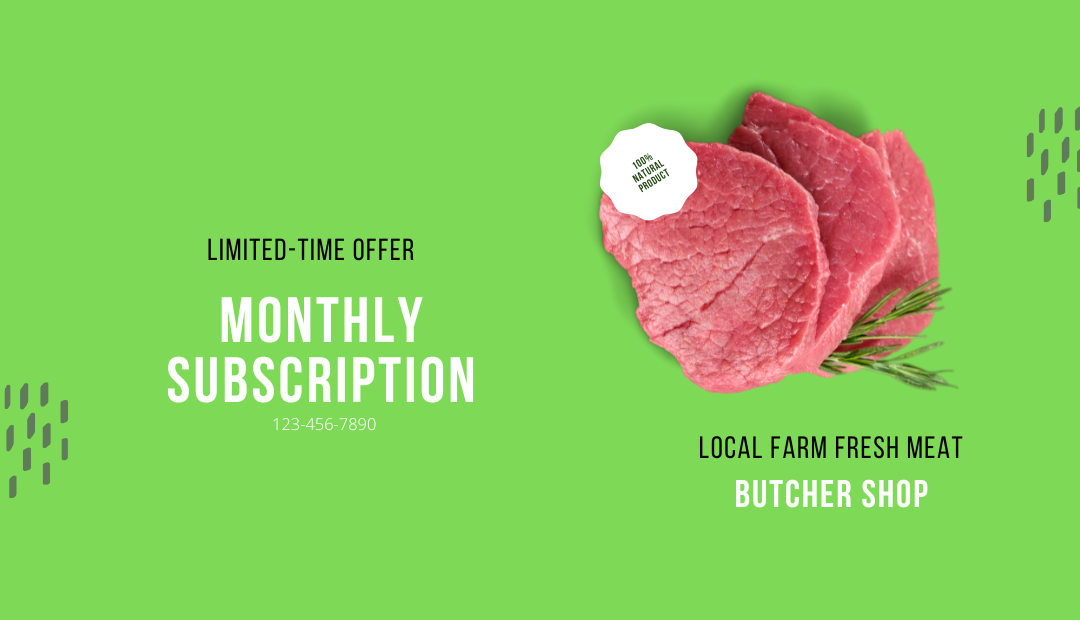 LIMITED-TIME OFFER
MONTHLY
SUBSCRIPTION
123-456-7890
100%
NATURAL
PRODUCT
LOCAL FARM FRESH MEAT
BUTCHER SHOP